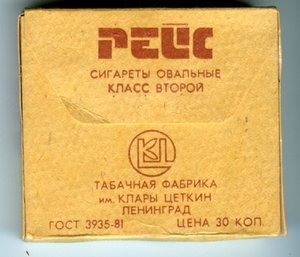 РЕЙС
СИГАРЕТЫ ОВАЛЬНЫЕ
КЛАСС ВТОРОЙ
ТАБАЧНАЯ ФАБРИКА
им. КЛАРЫ ЦЕТКИН
ЛЕНИНГРАД
ГОСТ 3935-81 ЦЕНА 30 КОП.